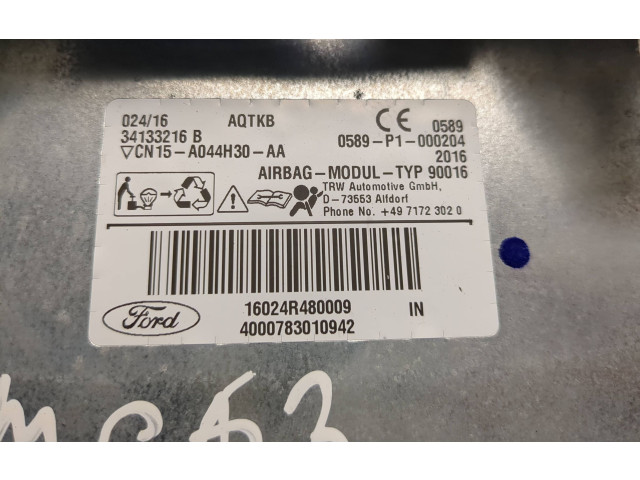 024/16 AQTKB
34133216 B
▽CN15-A044H30-AA
CE 0589
0589-P1-000204
2016
AIRBAG-MODUL-TYP 90016
TRW Automotive GmbH,
D-73553 Alfdorf
Phone No. +49 7172 302 0
16024R480009 IN
4000783010942
Ford